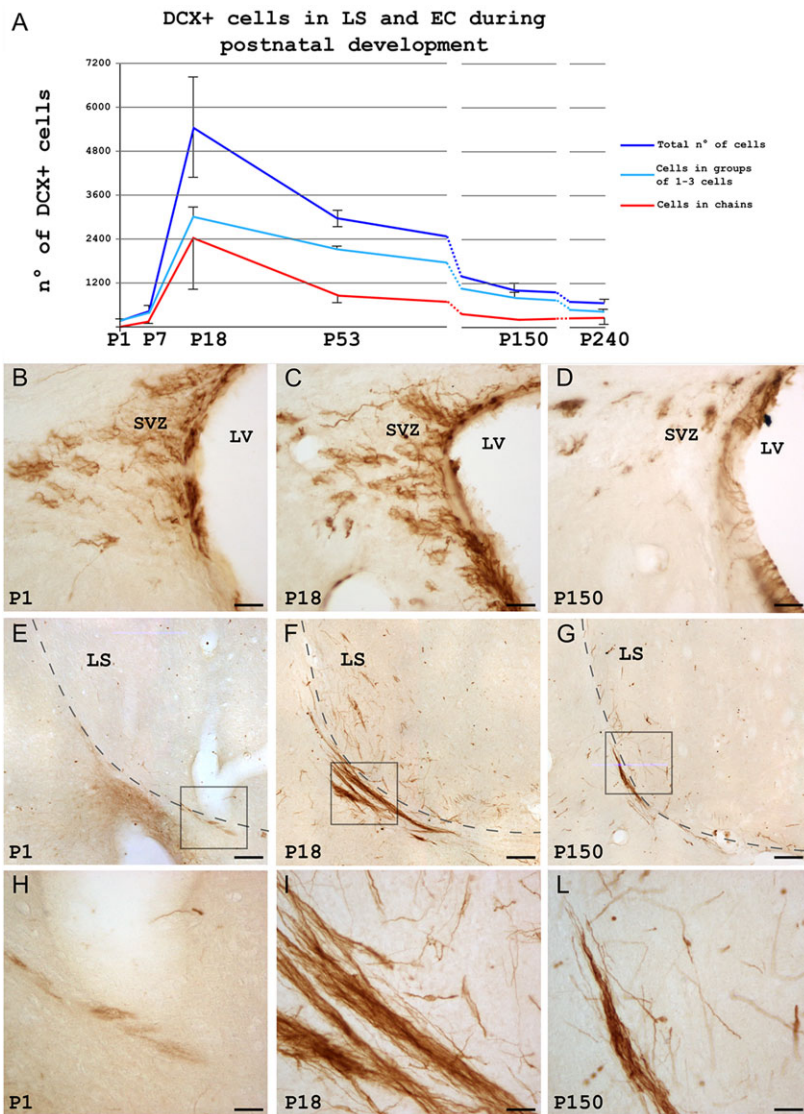 A
DCX+ cells in LS and EC during
postnatal development
n° of DCX+ cells
7200
6000
4800
3600
2400
1200
P1 P7 P18 P53 P150 P240
Total n° of cells
Cells in groups
of 1-3 cells
Cells in chains
B SVZ LV P1
C SVZ LV P18
D SVZ LV P150
E LS P1
F LS P18
G LS P150
H P1
I P18
L P150